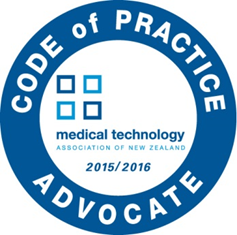 CODE of PRACTICE
medical technology
ASSOCIATION OF NEW ZEALAND
2015/2016
ADVOCATE